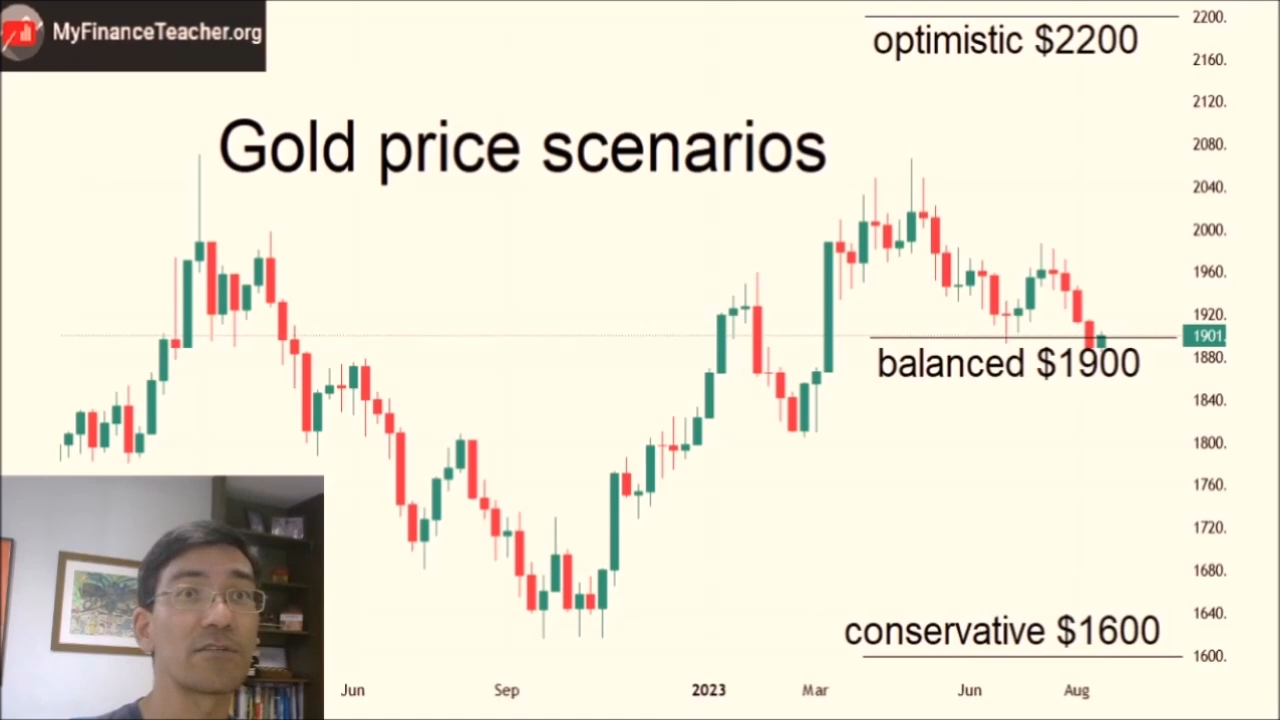 MyFinanceTeacher.org
2200.
optimistic $2200
2160.
2120.
Gold price scenarios
2080.
2040.
2000.
1960.
1920.
1901.
balanced $1900
1880.
1840.
1800.
1760.
1720.
1680.
1640.
conservative $1600
1600.
Jun Sep 2023 Mar Jun Aug